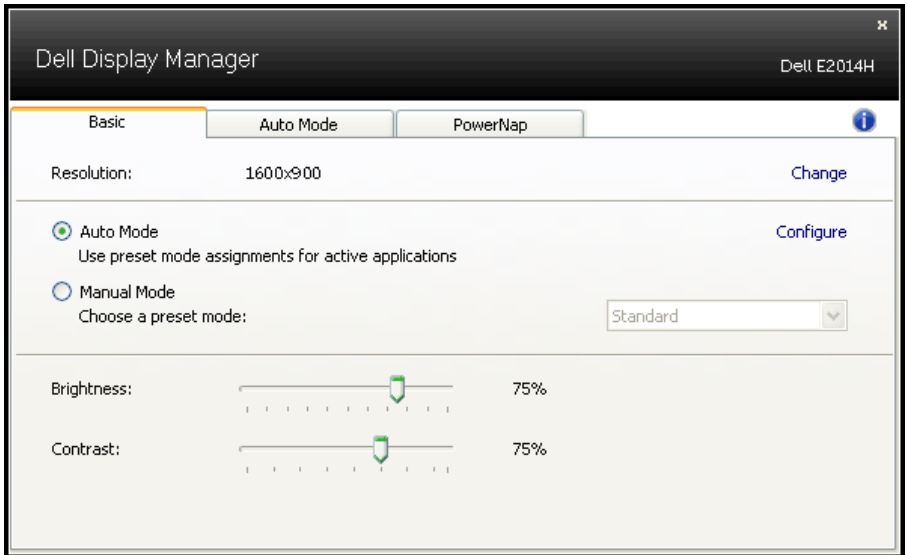 x
Dell Display Manager
Dell E2014H
Basic
Auto Mode
PowerNap
i
Resolution:
1600x900
Change
Auto Mode
Configure
Use preset mode assignments for active applications
Manual Mode
Choose a preset mode:
Standard
Brightness:
75%
Contrast:
75%